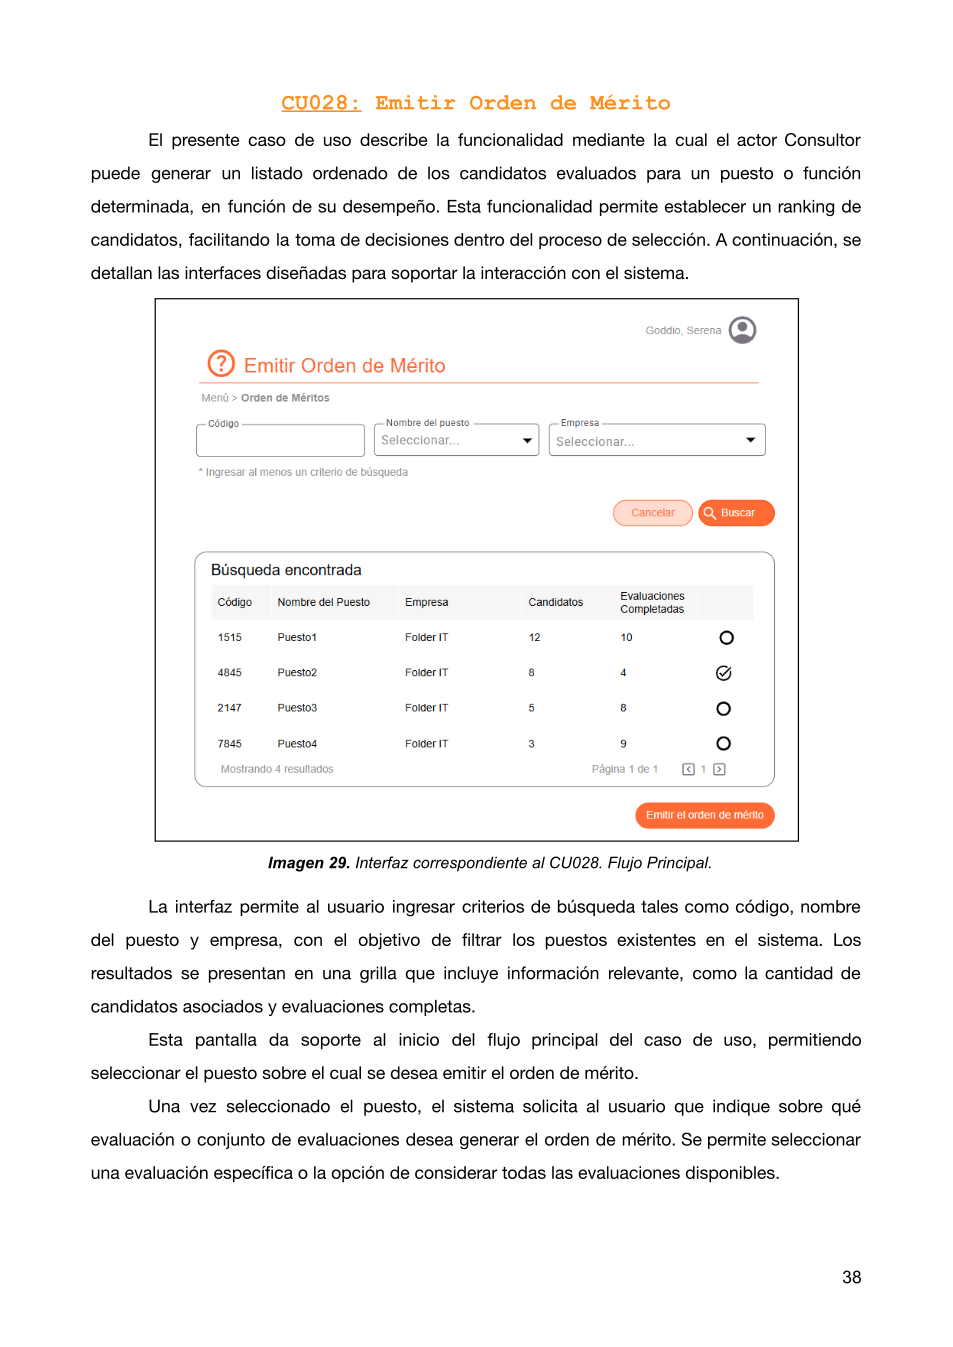 CU028: Emitir Orden de Mérito
El presente caso de uso describe la funcionalidad mediante la cual el actor Consultor
puede generar un listado ordenado de los candidatos evaluados para un puesto o función
determinada, en función de su desempeño. Esta funcionalidad permite establecer un ranking de
candidatos, facilitando la toma de decisiones dentro del proceso de selección. A continuación, se
detallan las interfaces diseñadas para soportar la interacción con el sistema.
Goddio, Serena
Emitir Orden de Mérito
Menú > Orden de Méritos
Código Nombre del puesto Empresa
Seleccionar... Seleccionar...
* Ingresar al menos un criterio de búsqueda
Cancelar Buscar
Búsqueda encontrada
Código Nombre del Puesto Empresa Candidatos Evaluaciones Completadas
1515 Puesto1 Folder IT 12 10
4845 Puesto2 Folder IT 8 4
2147 Puesto3 Folder IT 5 8
7845 Puesto4 Folder IT 3 9
Mostrando 4 resultados Página 1 de 1 < 1 >
Emitir el orden de mérito
Imagen 29. Interfaz correspondiente al CU028. Flujo Principal.
La interfaz permite al usuario ingresar criterios de búsqueda tales como código, nombre
del puesto y empresa, con el objetivo de filtrar los puestos existentes en el sistema. Los
resultados se presentan en una grilla que incluye información relevante, como la cantidad de
candidatos asociados y evaluaciones completas.
Esta pantalla da soporte al inicio del flujo principal del caso de uso, permitiendo
seleccionar el puesto sobre el cual se desea emitir el orden de mérito.
Una vez seleccionado el puesto, el sistema solicita al usuario que indique sobre qué
evaluación o conjunto de evaluaciones desea generar el orden de mérito. Se permite seleccionar
una evaluación específica o la opción de considerar todas las evaluaciones disponibles.
38